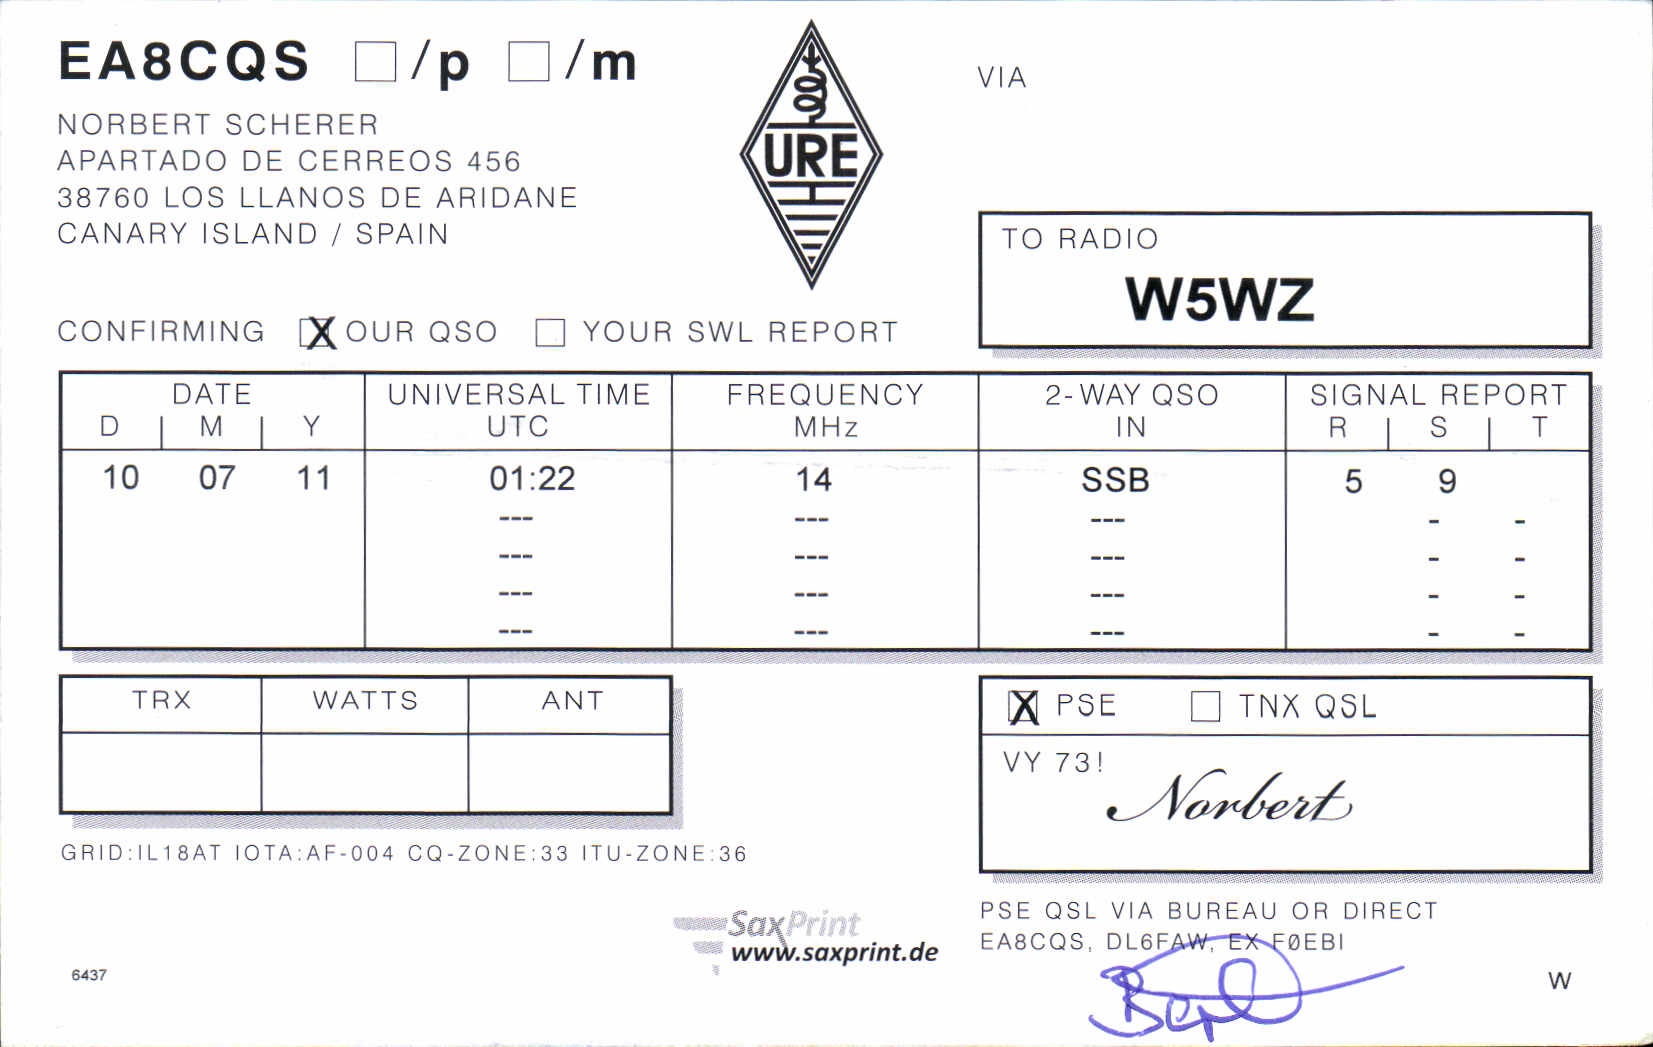 EA8CQS □ /p □ /m
NORBERT SCHERER
APARTADO DE CERREOS 456
38760 LOS LLANOS DE ARIDANE
CANARY ISLAND / SPAIN
URE
VIA
TO RADIO
W5WZ
CONFIRMING X OUR QSO □ YOUR SWL REPORT
DATE UNIVERSAL TIME FREQUENCY 2-WAY QSO SIGNAL REPORT
D | M | Y UTC MHz IN R | S | T
10 07 11 01:22 14 SSB 5 9
--- --- --- - -
--- --- --- - -
--- --- --- - -
--- --- --- - -
TRX WATTS ANT
X PSE □ TNX QSL
VY 73!
Norbert
GRID:IL18AT IOTA:AF-004 CQ-ZONE:33 ITU-ZONE:36
SaxPrint
www.saxprint.de
PSE QSL VIA BUREAU OR DIRECT
EA8CQS, DL6FAW, EX FØEBI
6437
W